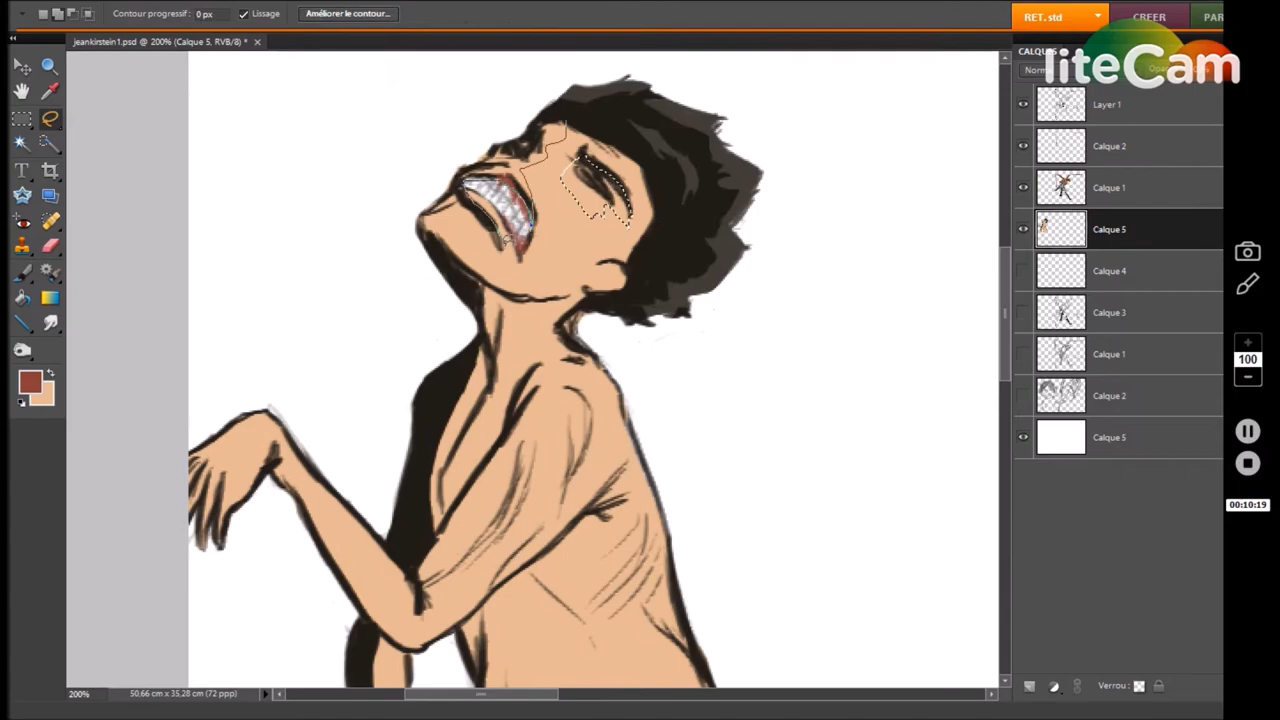 Contour progressif : 0 px
Lissage
Améliorer le contour...
RET. std
CREER
PAR
liteCam
jeankirstein1.psd @ 200% (Calque 5, RVB/8) *
CALQUES
Norm
Layer 1
Calque 2
Calque 1
Calque 5
Calque 4
Calque 3
Calque 1
Calque 2
Calque 5
100
00:10:19
Verrou :
200%
50,66 cm x 35,28 cm (72 ppp)